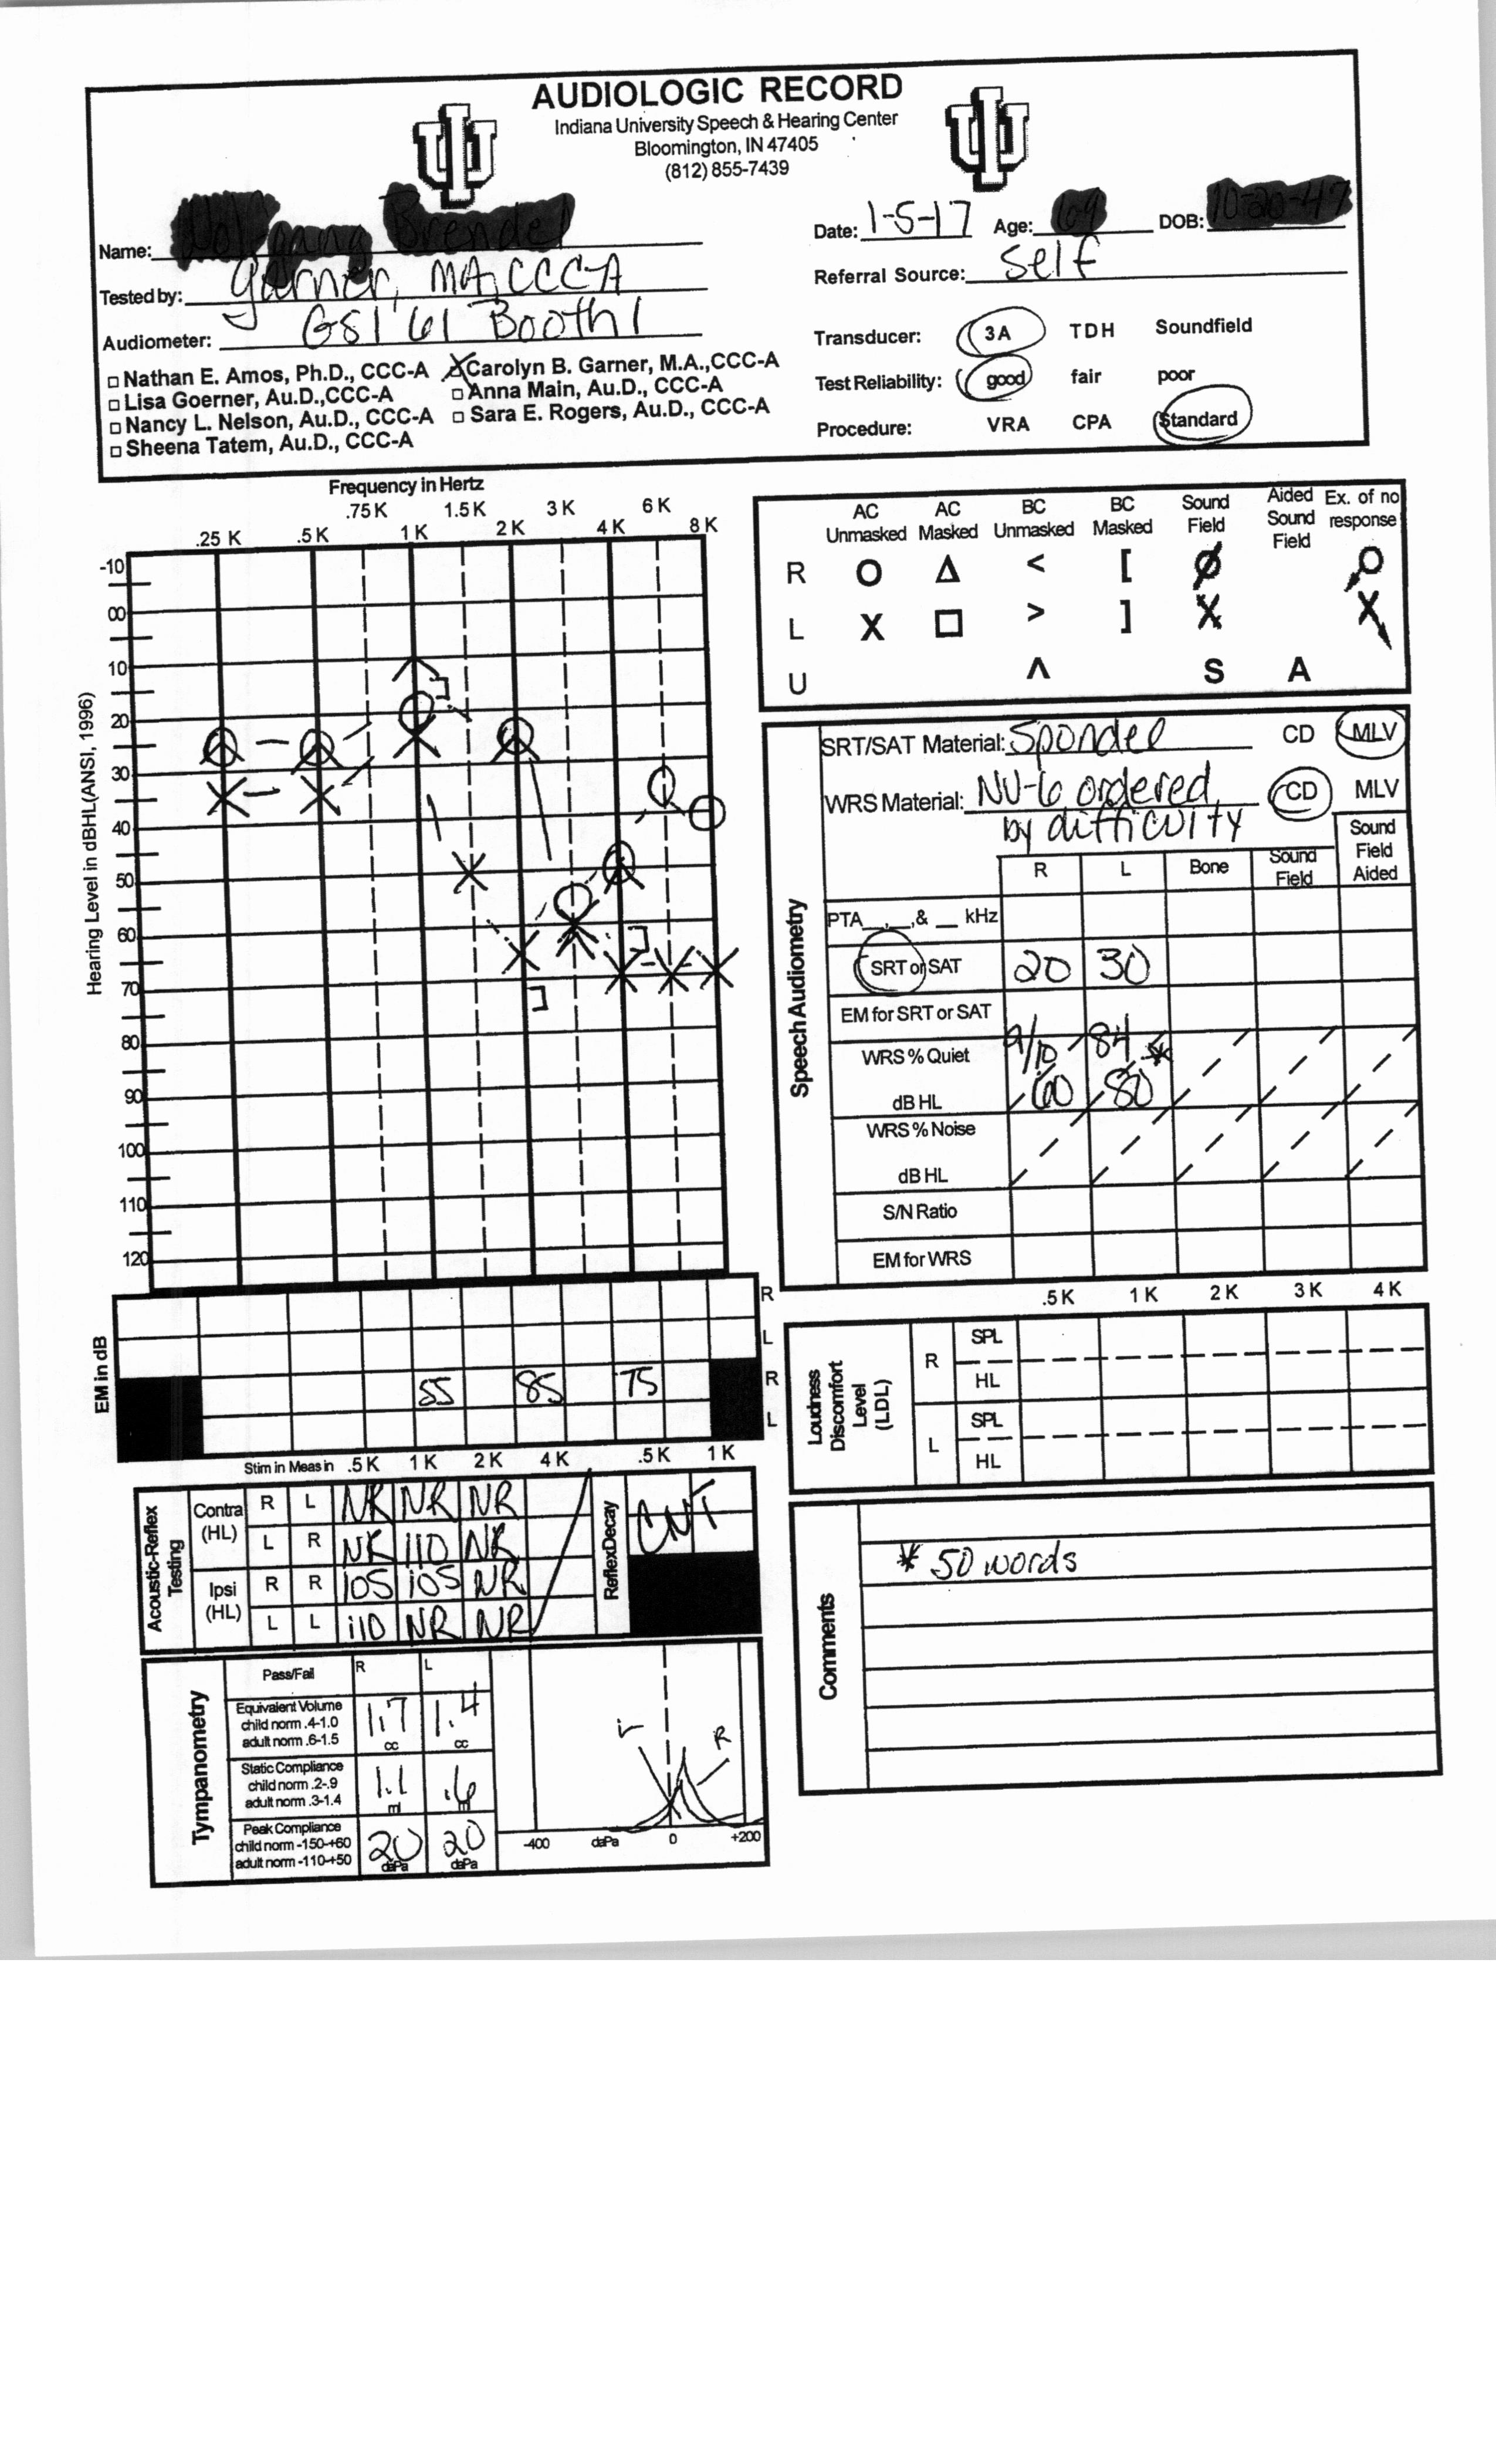 AUDIOLOGIC RECORD
Indiana University Speech & Hearing Center
Bloomington, IN 47405
(812) 855-7439
Name:
Date: 1-5-17 Age: DOB:
Tested by: Garner, MA, CCC-A
Referral Source: Self
Audiometer: GSI 61 Booth 1
Transducer: 3A TDH Soundfield
□ Nathan E. Amos, Ph.D., CCC-A Carolyn B. Garner, M.A.,CCC-A
Test Reliability: good fair poor
□ Lisa Goerner, Au.D.,CCC-A □ Anna Main, Au.D., CCC-A
□ Nancy L. Nelson, Au.D., CCC-A □ Sara E. Rogers, Au.D., CCC-A
Procedure: VRA CPA Standard
□ Sheena Tatem, Au.D., CCC-A
Frequency in Hertz
.75 K 1.5 K 3 K 6 K
.25 K .5 K 1 K 2 K 4 K 8 K
Hearing Level in dBHL(ANSI, 1996)
-10
00
10
20
30
40
50
60
70
80
90
100
110
120
AC Unmasked
AC Masked
BC Unmasked
BC Masked
Sound Field
Aided Sound Field
Ex. of no response
R O Δ < [
L X □ > ]
U Λ S A
Speech Audiometry
SRT/SAT Material: Spondee CD MLV
WRS Material: NU-6 ordered CD MLV
by difficulty
R L Bone Sound Field Sound Field Aided
PTA__,__,& __ kHz
SRT or SAT 20 30
EM for SRT or SAT
WRS % Quiet 9/10 84 *
dB HL 60 80
WRS % Noise
dB HL
S/N Ratio
EM for WRS
EM in dB
R
L
55 85 75 R
L
.5 K 1 K 2 K 3 K 4 K
Loudness Discomfort Level (LDL)
R SPL
HL
L SPL
HL
Stim in Meas in .5 K 1 K 2 K 4 K .5 K 1 K
Acoustic-Reflex Testing
Contra (HL) R L NR NR NR
L R NR 110 NR
Ipsi (HL) R R 105 105 NR
L L 110 NR NR
Reflex Decay CNT
Tympanometry
Pass/Fail R L
Equivalent Volume
child norm .4-1.0
adult norm .6-1.5
1.7 cc 1.4 cc
Static Compliance
child norm .2-.9
adult norm .3-1.4
1.1 ml .6 ml
Peak Compliance
child norm -150-+60
adult norm -110-+50
20 daPa 20 daPa
L R
-400 daPa 0 +200
Comments
* 50 words